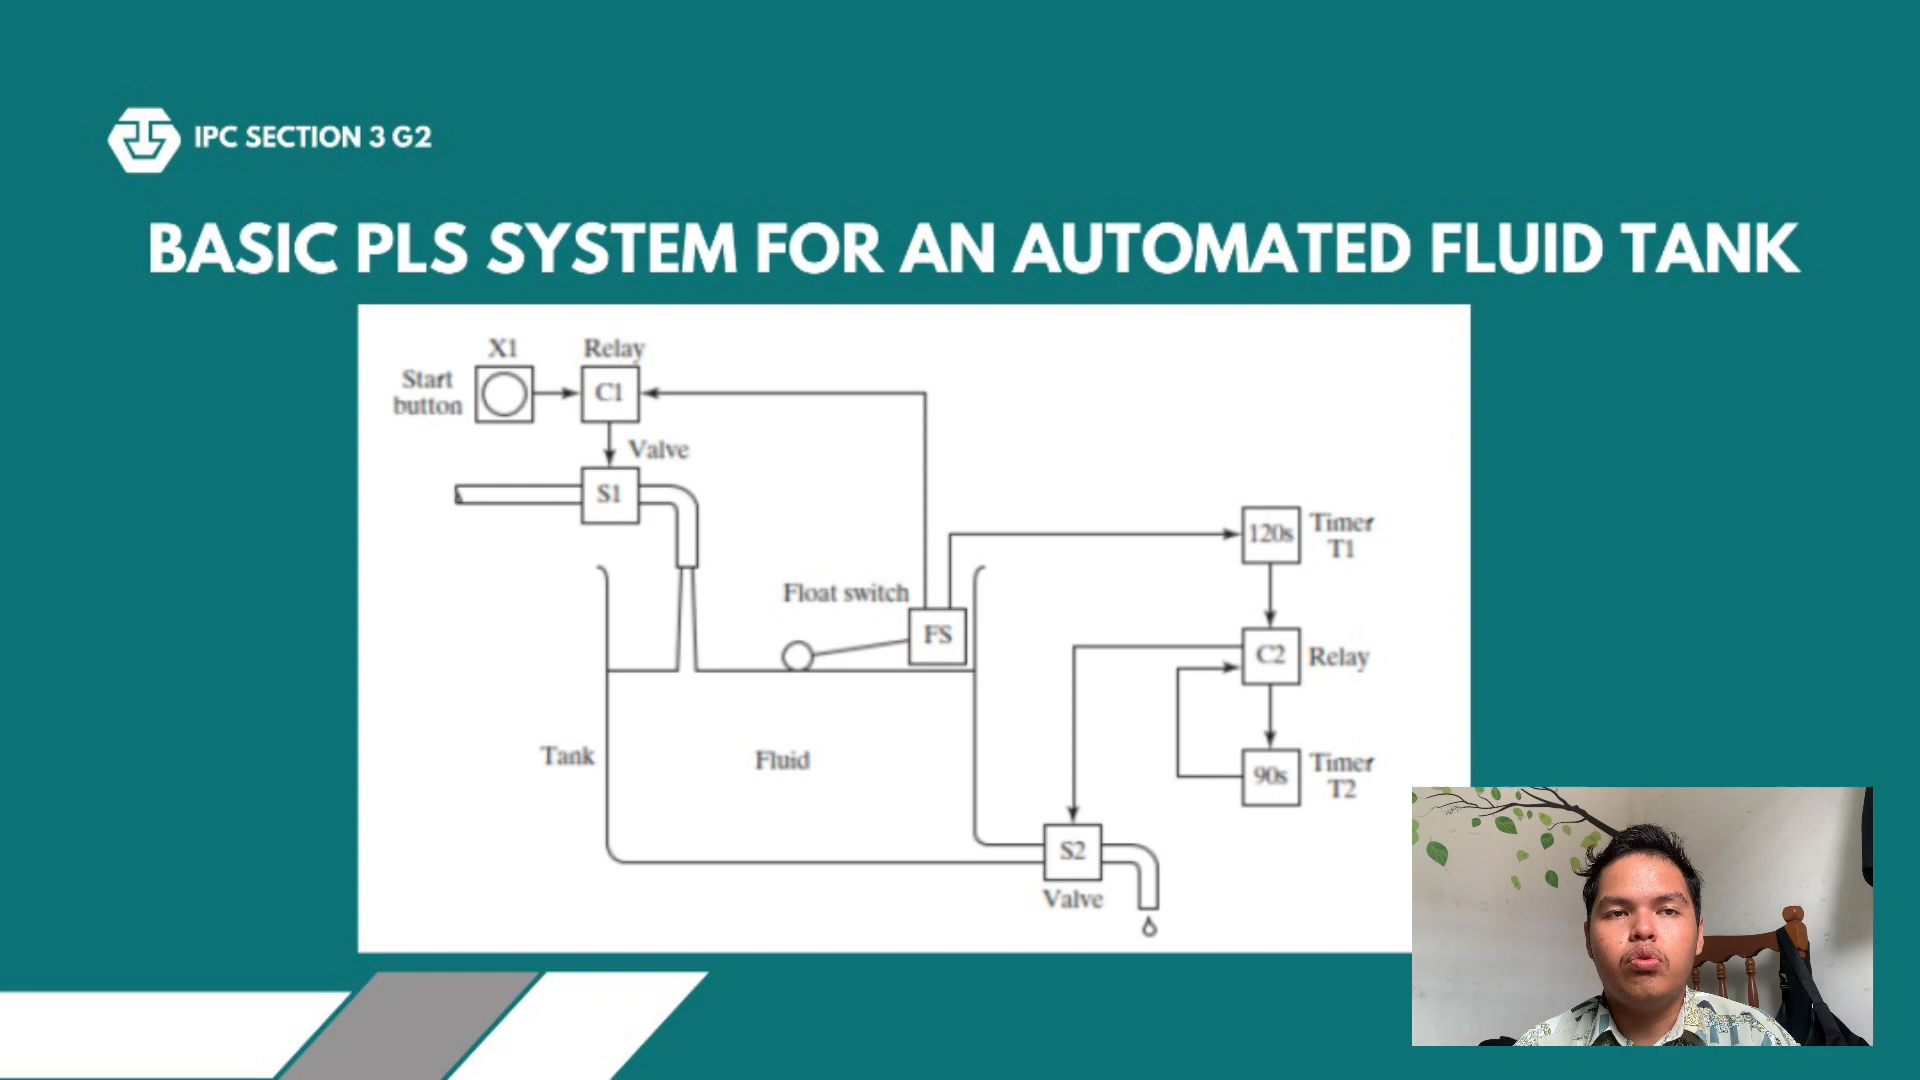 IPC SECTION 3 G2
BASIC PLS SYSTEM FOR AN AUTOMATED FLUID TANK
X1
Relay
Start
button
C1
Valve
S1
120s
Timer
T1
Float switch
FS
C2
Relay
Tank
Fluid
90s
Timer
T2
S2
Valve